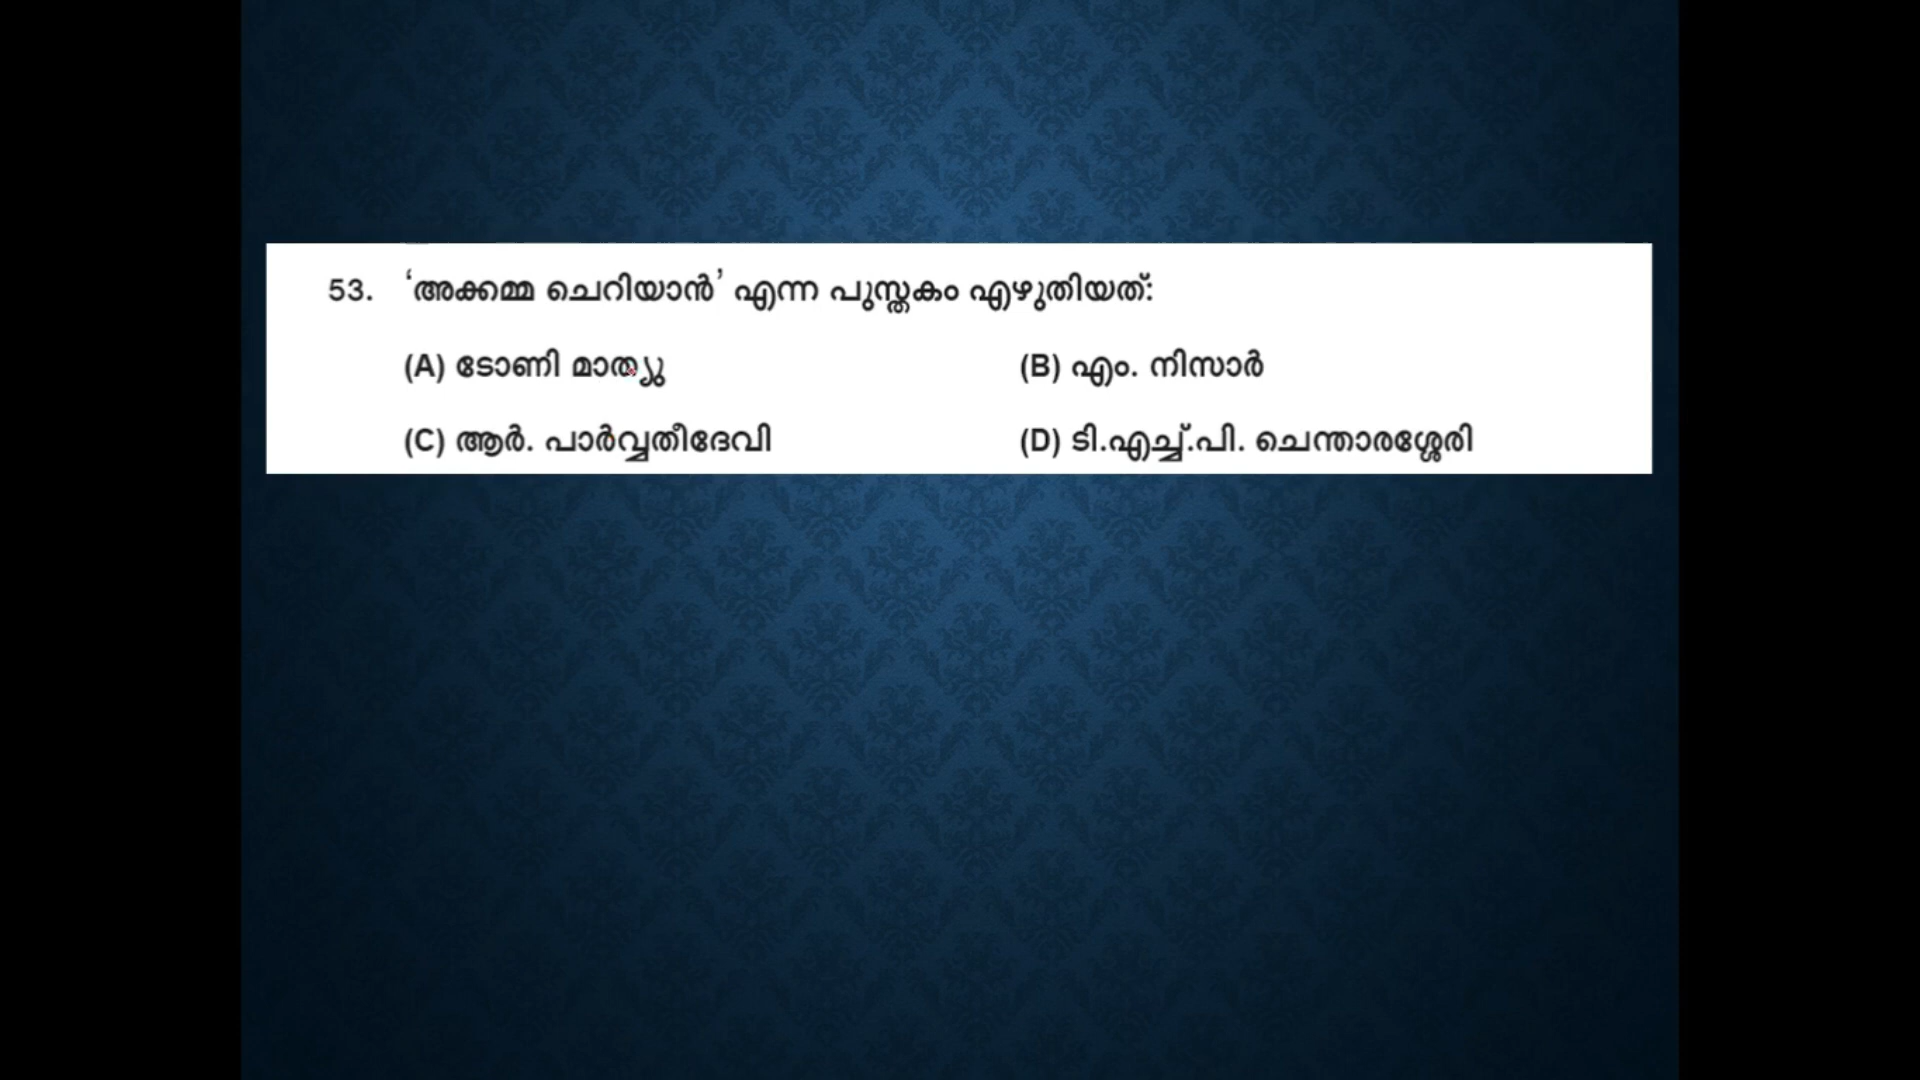 53. ‘അക്കമ്മ ചെറിയാൻ’ എന്ന പുസ്തകം എഴുതിയത്:
(A) ടോണി മാത്യു (B) എം. നിസാർ
(C) ആർ. പാർവ്വതീദേവി (D) ടി.എച്ച്.പി. ചെന്താരശ്ശേരി